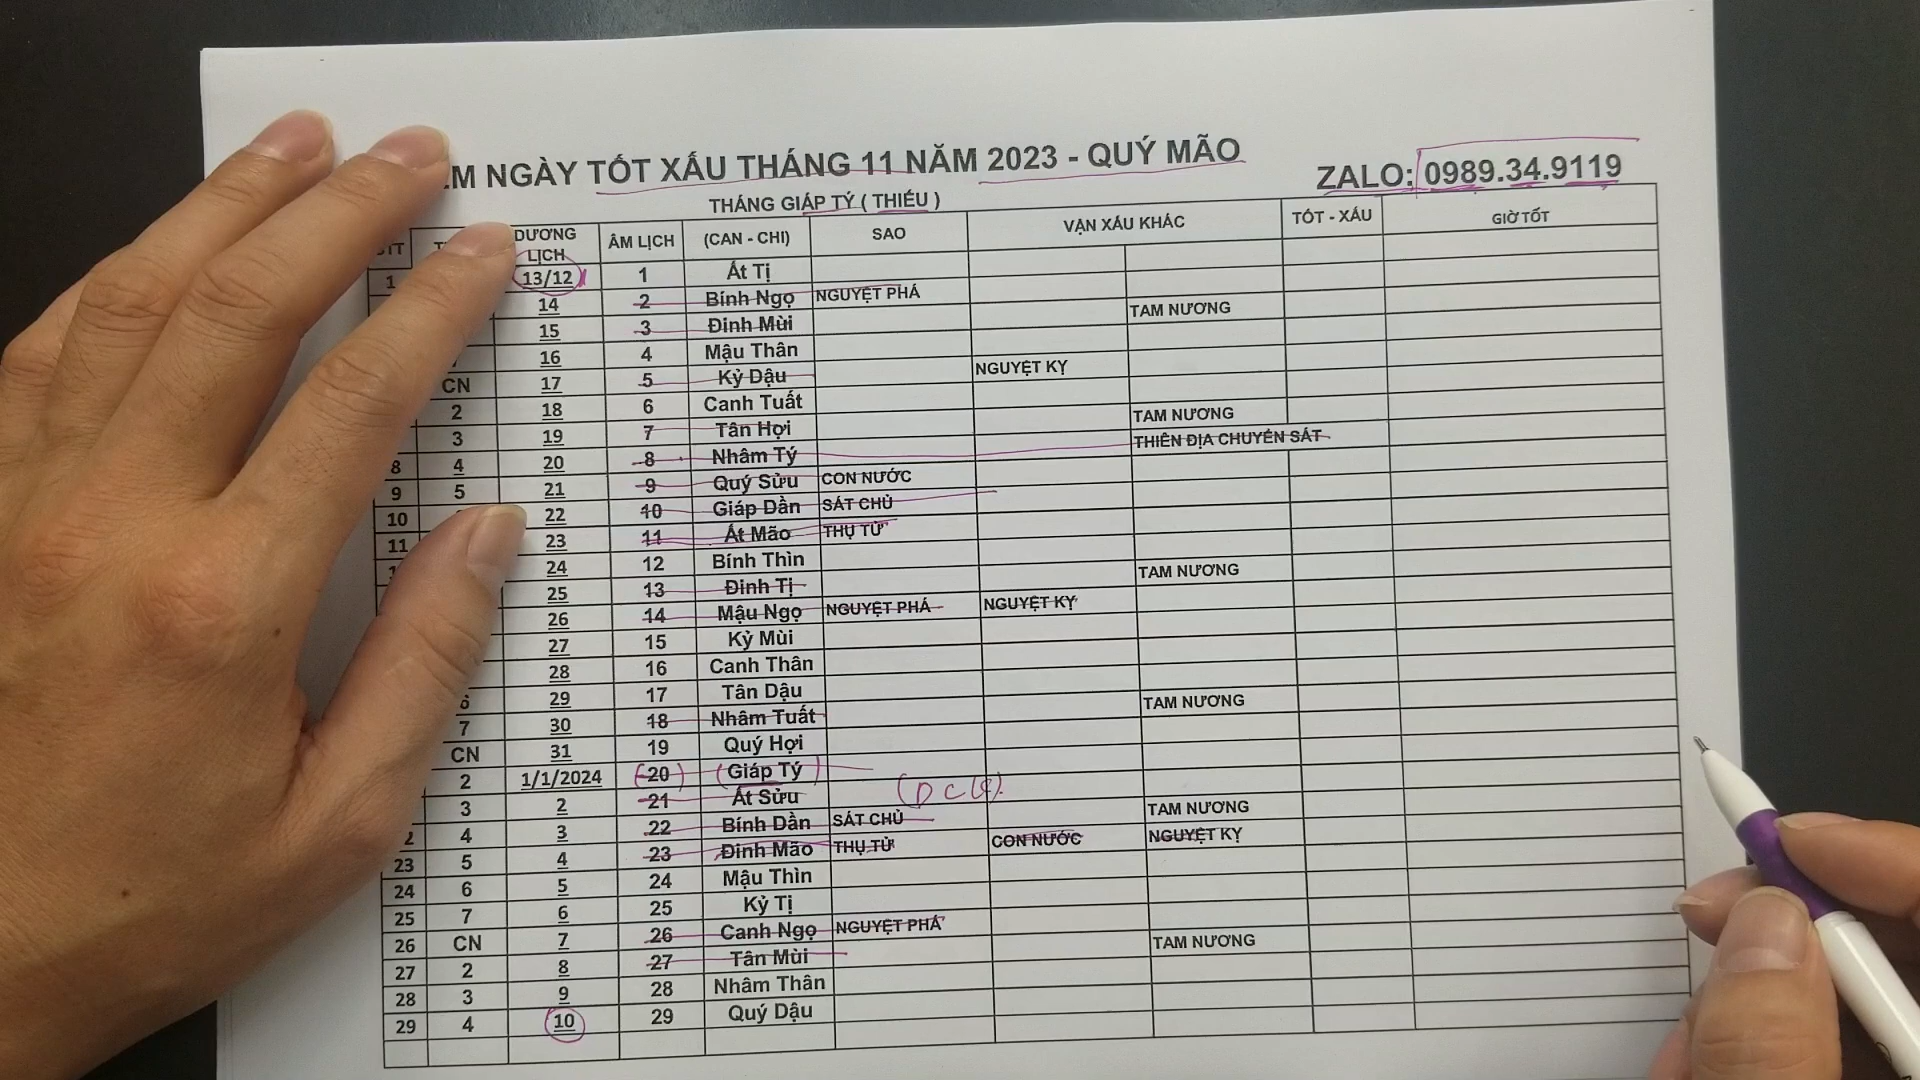 NGÀY TỐT XẤU THÁNG 11 NĂM 2023 - QUÝ MÃO
ZALO: 0989.34.9119
THÁNG GIÁP TÝ ( THIẾU )
DƯƠNG LỊCH ÂM LỊCH (CAN - CHI) SAO VẬN XẤU KHÁC TỐT - XẤU GIỜ TỐT
1 13/12 1 Ất Tị
14 2 Bính Ngọ NGUYỆT PHÁ
15 3 Đinh Mùi TAM NƯƠNG
16 4 Mậu Thân
CN 17 5 Kỷ Dậu NGUYỆT KỴ
2 18 6 Canh Tuất
3 19 7 Tân Hợi TAM NƯƠNG
8 4 20 8 Nhâm Tý THIÊN ĐỊA CHUYỂN SÁT
9 5 21 9 Quý Sửu CON NƯỚC
10 22 10 Giáp Dần SÁT CHỦ
11 23 11 Ất Mão THỤ TỬ
24 12 Bính Thìn
25 13 Đinh Tị TAM NƯƠNG
26 14 Mậu Ngọ NGUYỆT PHÁ NGUYỆT KỴ
27 15 Kỷ Mùi
28 16 Canh Thân
6 29 17 Tân Dậu
7 30 18 Nhâm Tuất TAM NƯƠNG
CN 31 19 Quý Hợi
2 1/1/2024 (20) (Giáp Tý)
3 2 21 Ất Sửu
2 4 3 22 Bính Dần SÁT CHỦ TAM NƯƠNG
23 5 4 23 Đinh Mão THỤ TỬ CON NƯỚC NGUYỆT KỴ
24 6 5 24 Mậu Thìn
25 7 6 25 Kỷ Tị
26 CN 7 26 Canh Ngọ NGUYỆT PHÁ
27 2 8 27 Tân Mùi TAM NƯƠNG
28 3 9 28 Nhâm Thân
29 4 10 29 Quý Dậu